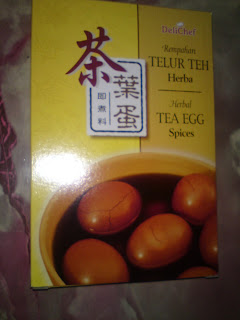 DeliChef
Rempahan
TELUR TEH
Herba
Herbal
TEA EGG
Spices
茶
葉
蛋
即煮料